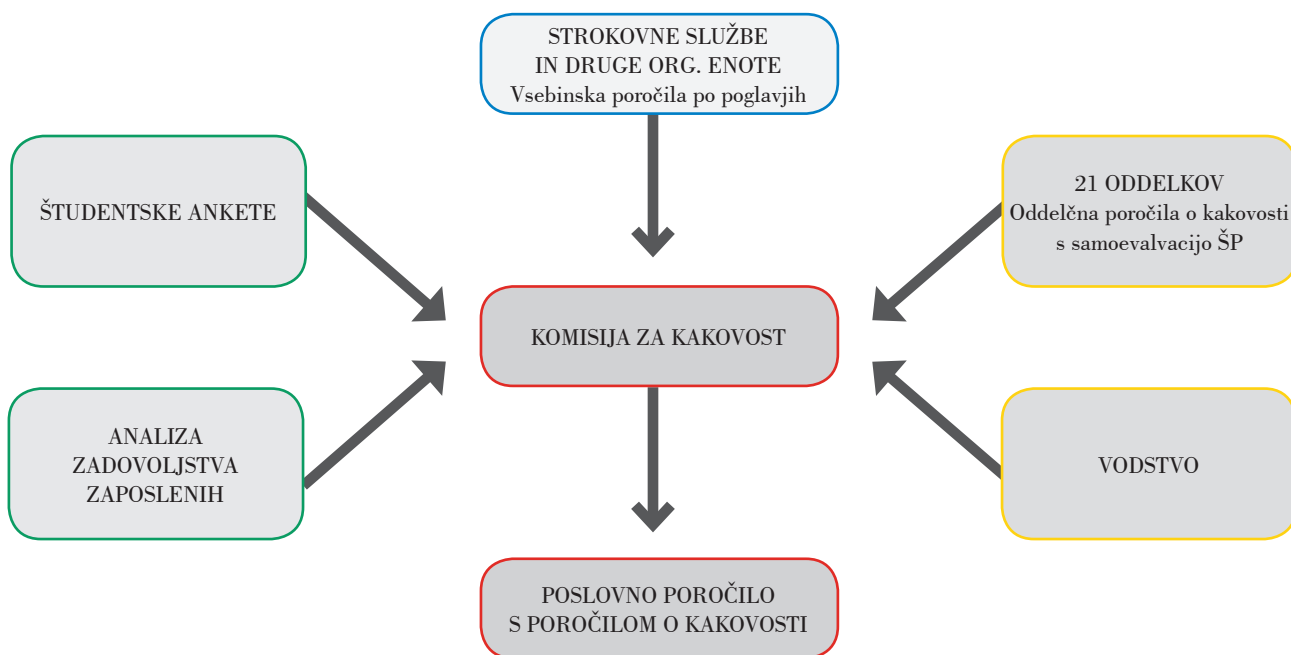 STROKOVNE SLUŽBE
IN DRUGE ORG. ENOTE
Vsebinska poročila po poglavjih
ŠTUDENTSKE ANKETE
21 ODDELKOV
Oddelčna poročila o kakovosti
s samoevalvacijo ŠP
KOMISIJA ZA KAKOVOST
ANALIZA
ZADOVOLJSTVA
ZAPOSLENIH
VODSTVO
POSLOVNO POROČILO
S POROČILOM O KAKOVOSTI